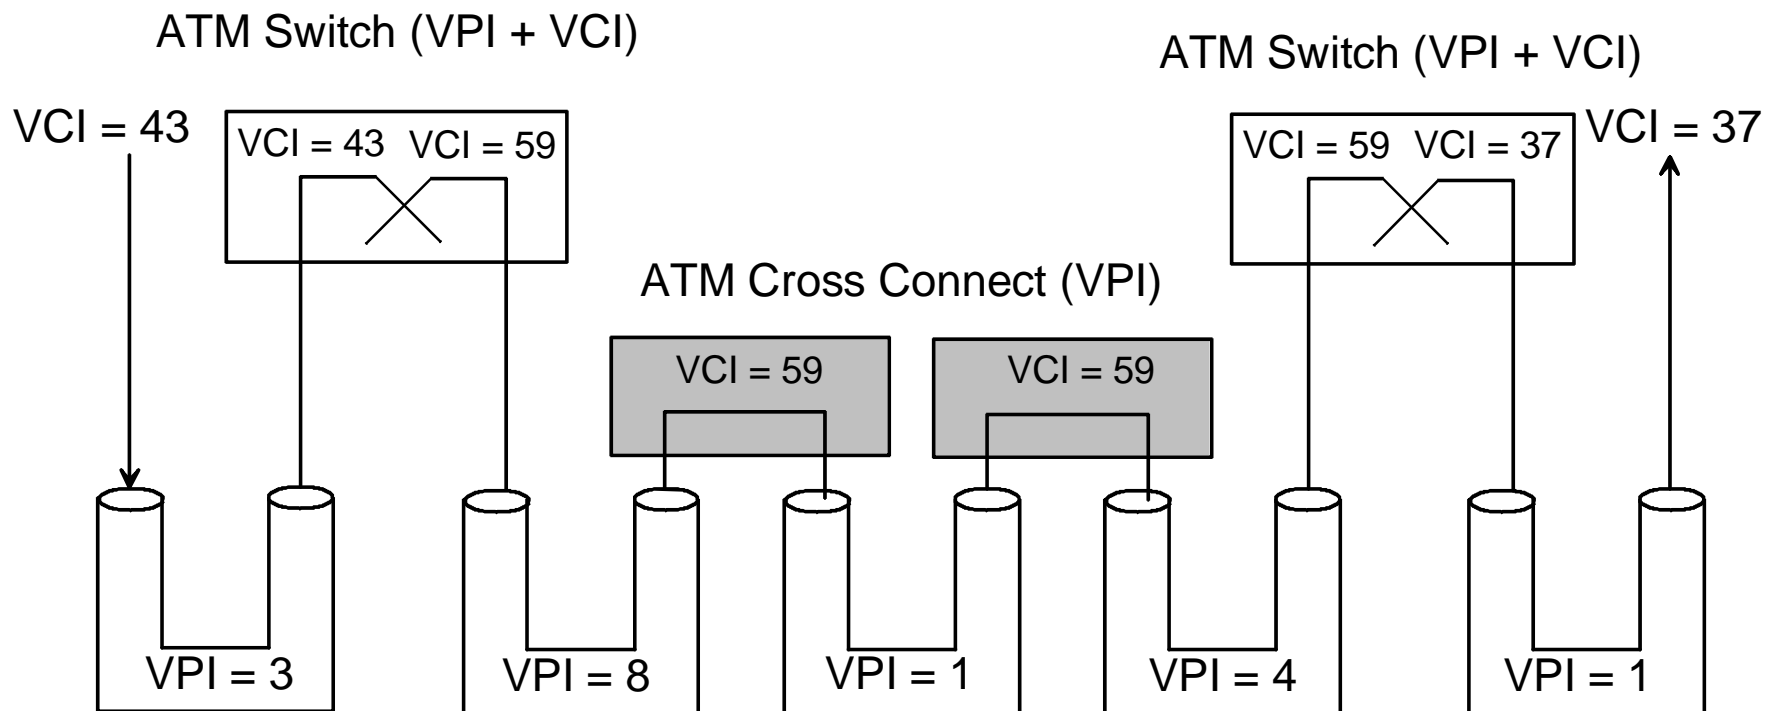 ATM Switch (VPI + VCI)
ATM Switch (VPI + VCI)
VCI = 43
VCI = 43 VCI = 59
VCI = 59 VCI = 37
VCI = 37
ATM Cross Connect (VPI)
VCI = 59
VCI = 59
VPI = 3
VPI = 8
VPI = 1
VPI = 4
VPI = 1